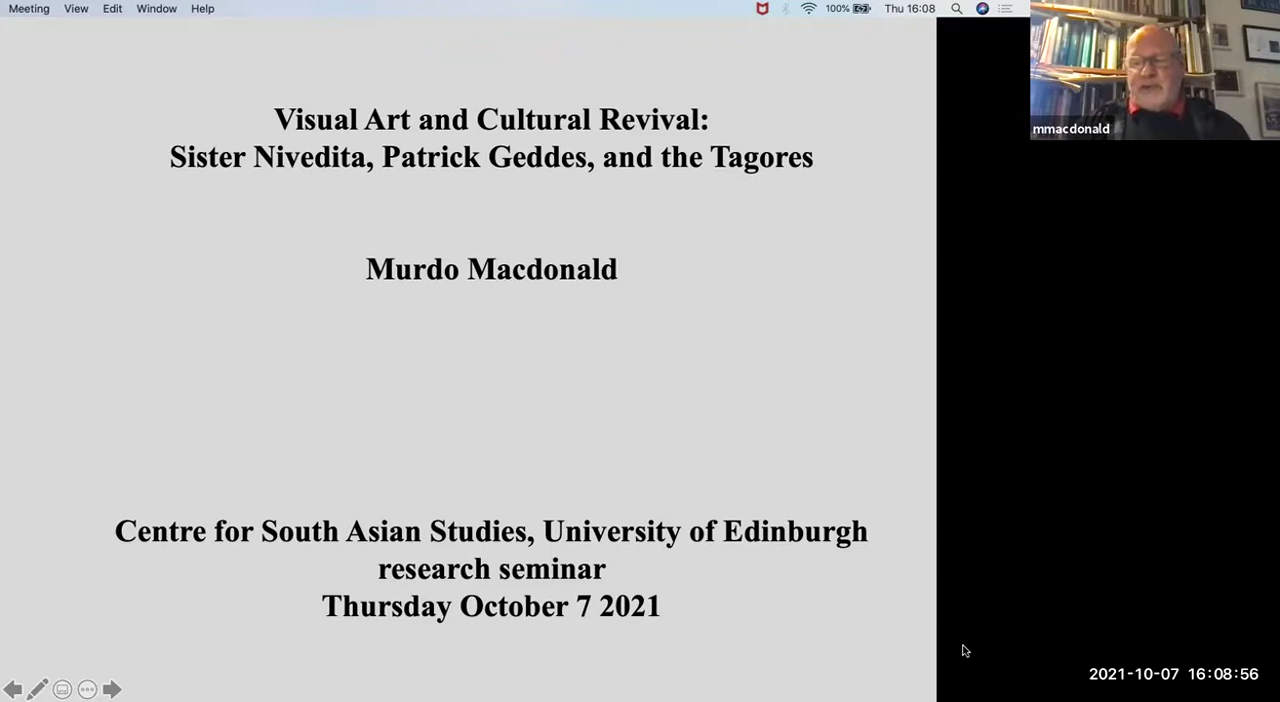 Meeting View Edit Window Help 100% Thu 16:08
Visual Art and Cultural Revival:
Sister Nivedita, Patrick Geddes, and the Tagores
Murdo Macdonald
mmacdonald
Centre for South Asian Studies, University of Edinburgh
research seminar
Thursday October 7 2021
2021-10-07 16:08:56